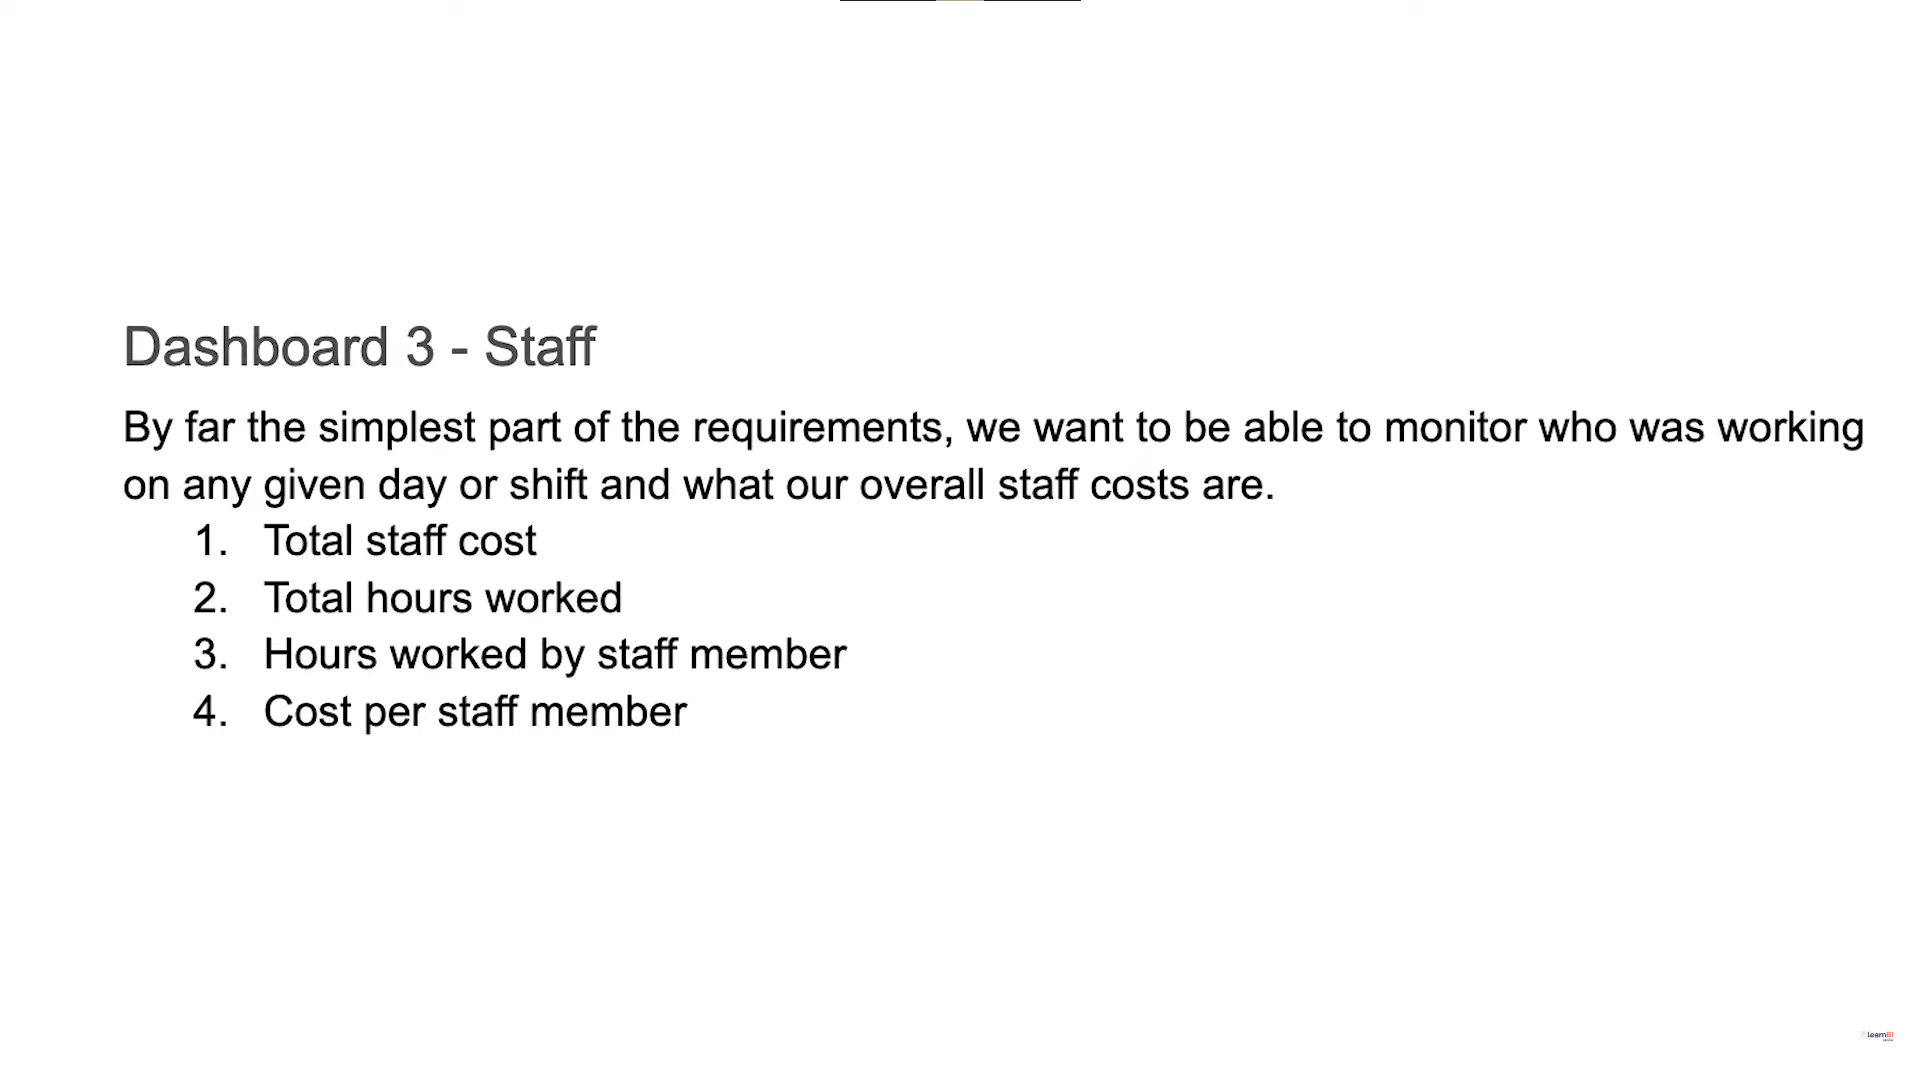 Dashboard 3 - Staff
By far the simplest part of the requirements, we want to be able to monitor who was working
on any given day or shift and what our overall staff costs are.
1. Total staff cost
2. Total hours worked
3. Hours worked by staff member
4. Cost per staff member
learnBI